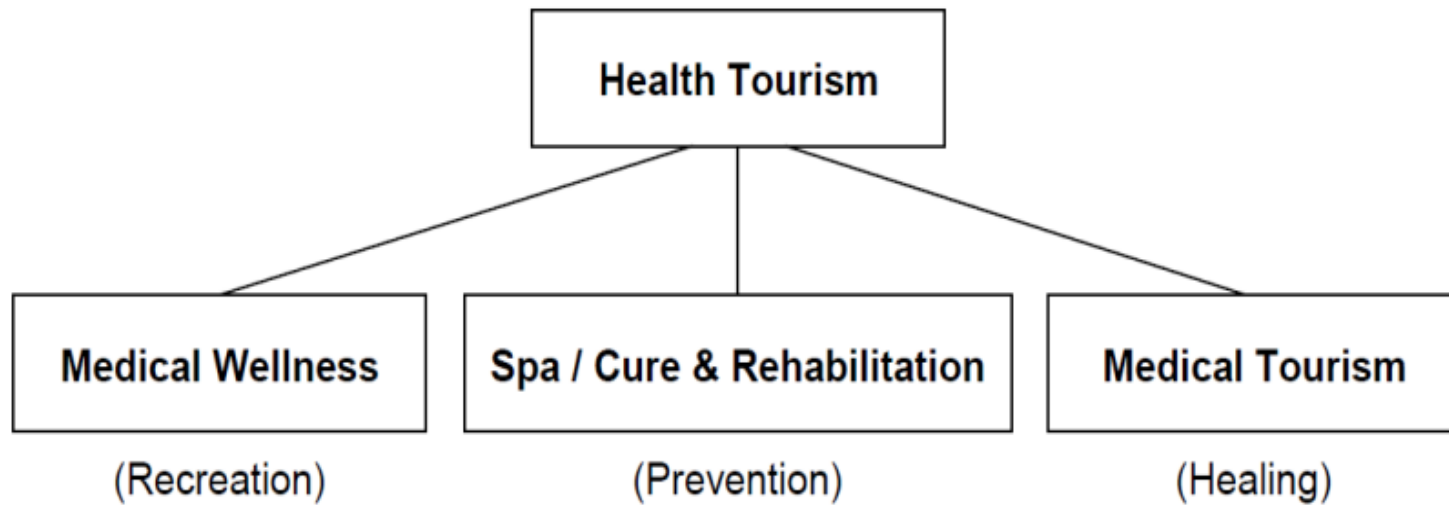 Health Tourism
Medical Wellness
Spa / Cure & Rehabilitation
Medical Tourism
(Recreation)
(Prevention)
(Healing)